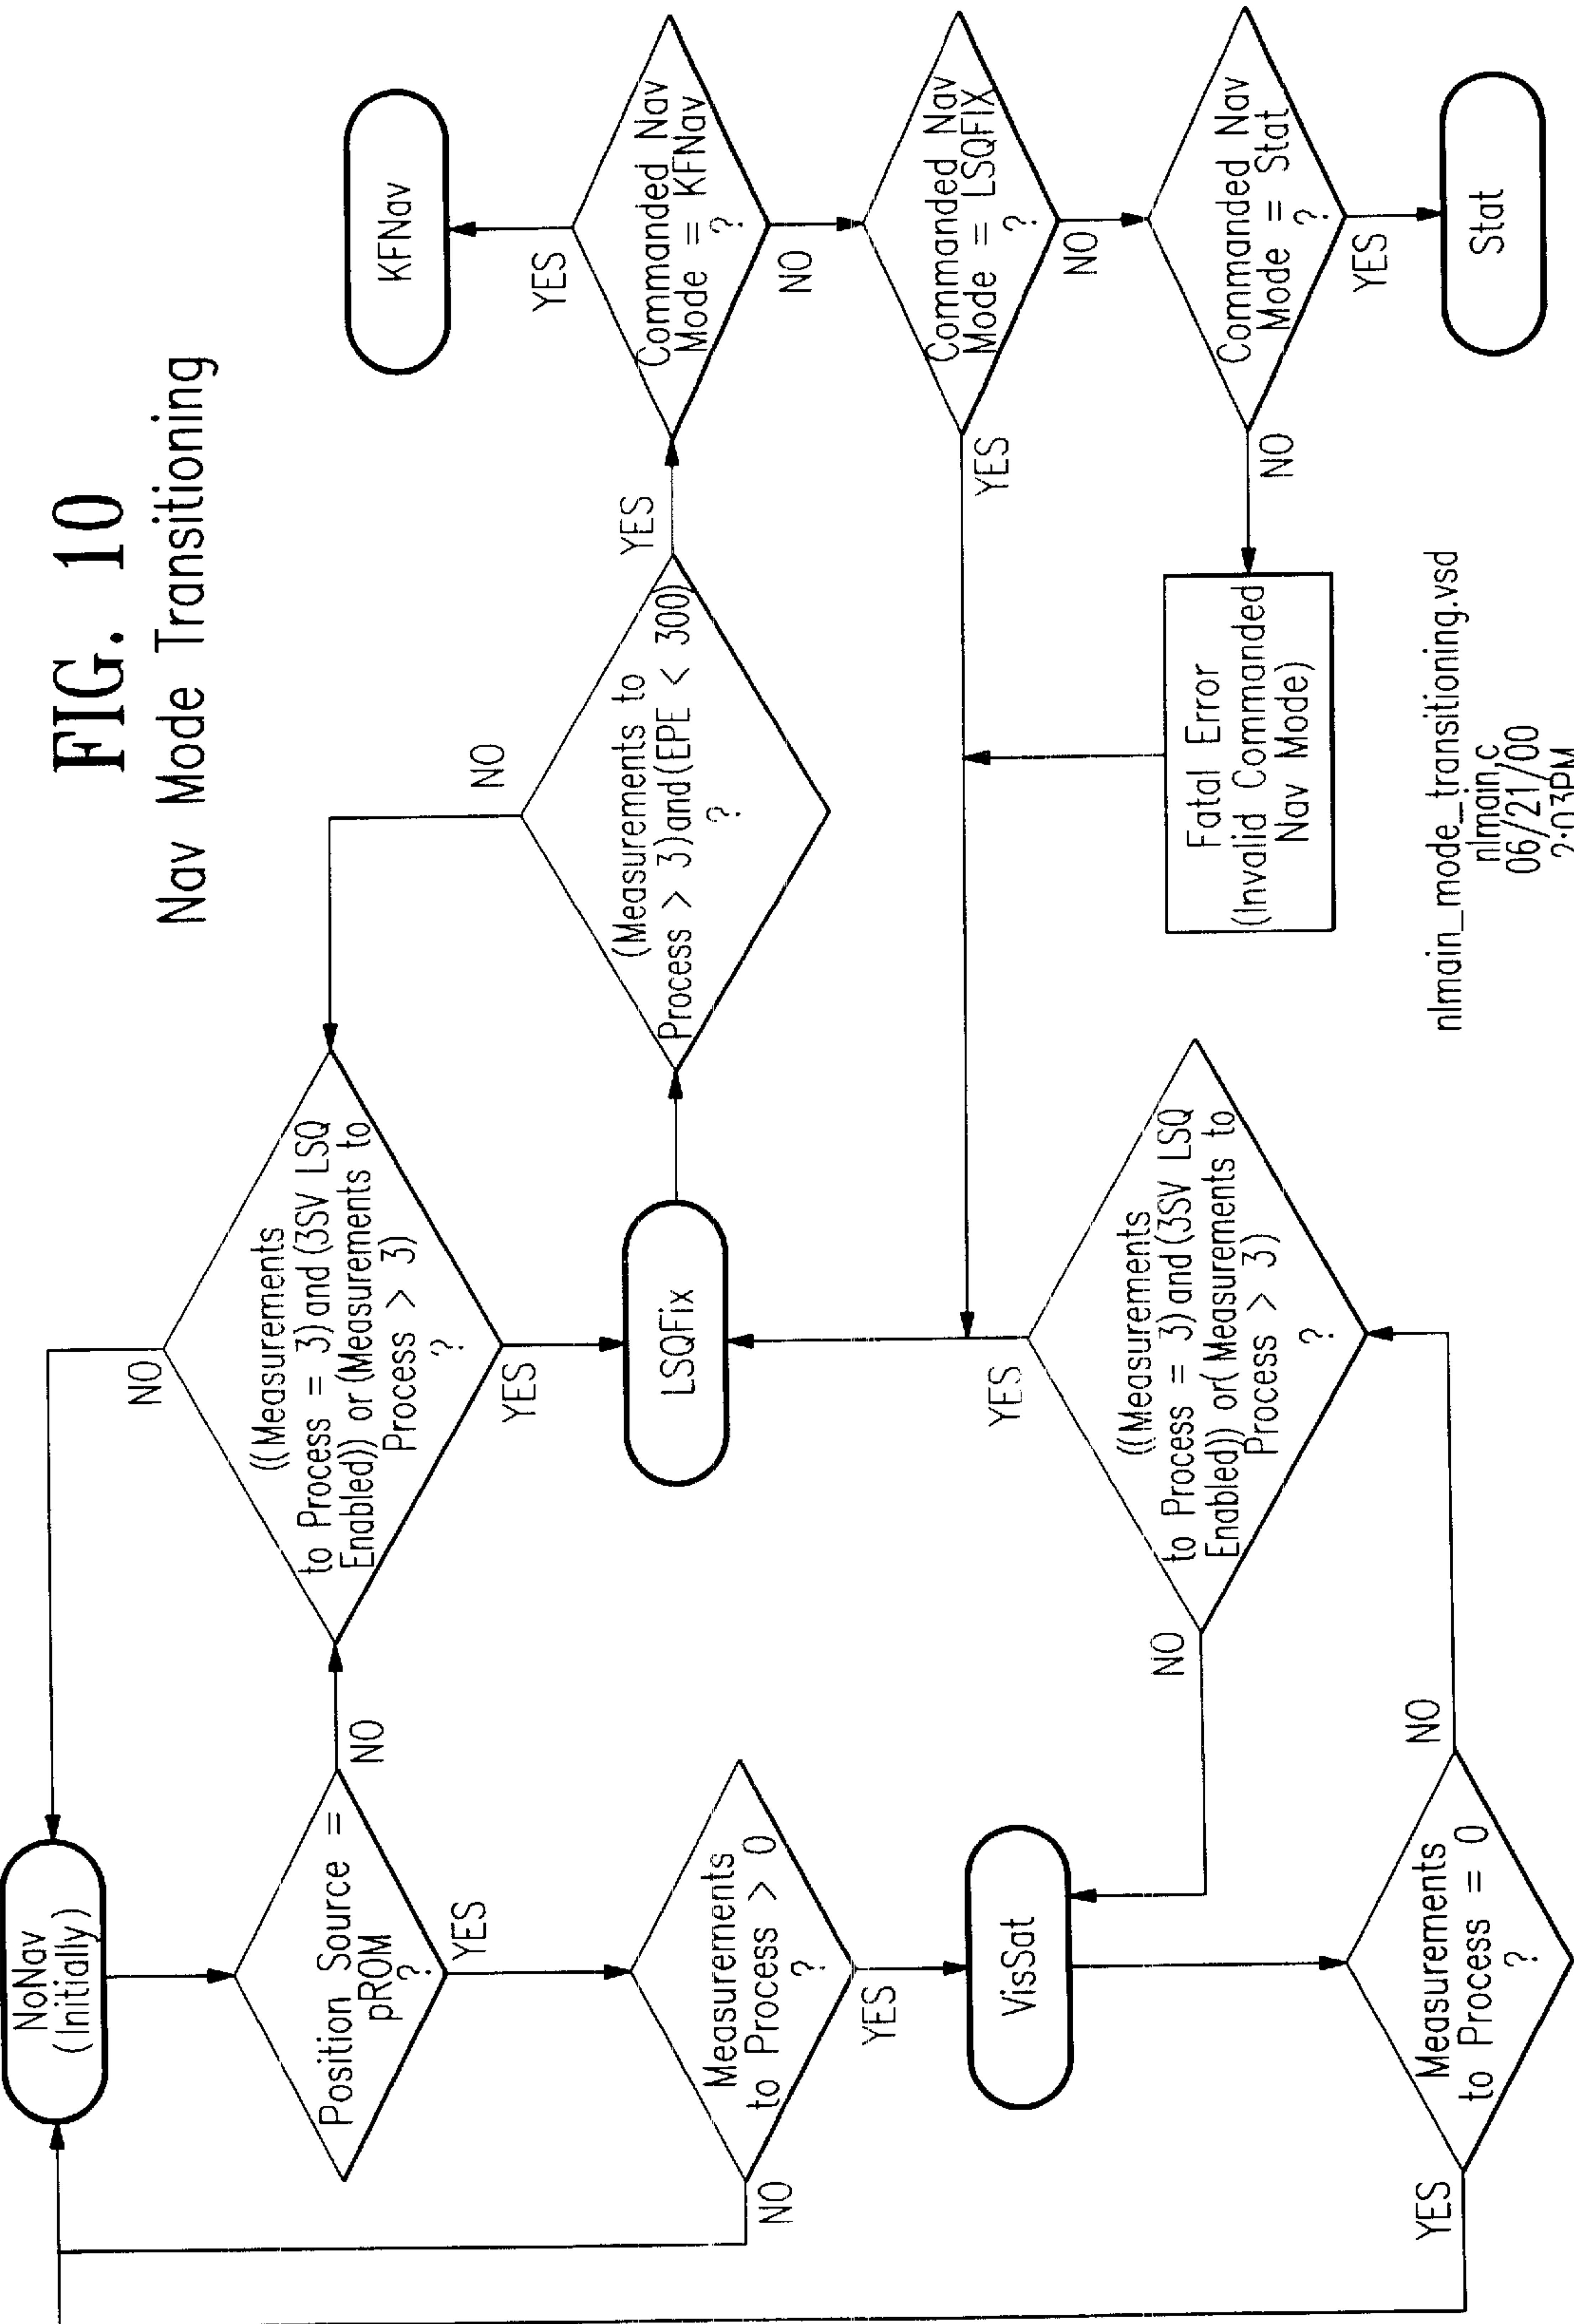 FIG. 10
Nav Mode Transitioning
NoNav
(Initially)
Position Source =
pROM
?
NO
YES
Measurements
to Process > 0
?
NO
YES
VisSat
Measurements
to Process = 0
?
YES
NO
NO
((Measurements
to Process = 3) and (3SV LSQ
Enabled)) or (Measurements to
Process > 3)
?
YES
LSQFix
YES
((Measurements
to Process = 3) and (3SV LSQ
Enabled)) or (Measurements to
Process > 3)
?
NO
NO
(Measurements to
Process > 3) and (EPE < 300)
?
YES
KFNav
YES
Commanded Nav
Mode = KFNav
?
NO
Commanded Nav
Mode = LSQFIX
?
YES
NO
Commanded Nav
Mode = Stat
?
NO
YES
Fatal Error
(Invalid Commanded
Nav Mode)
Stat
nlmain_mode_transitioning.vsd
nlmain.c
06/21/00
2:03PM